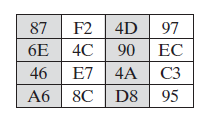 87 F2 4D 97
6E 4C 90 EC
46 E7 4A C3
A6 8C D8 95